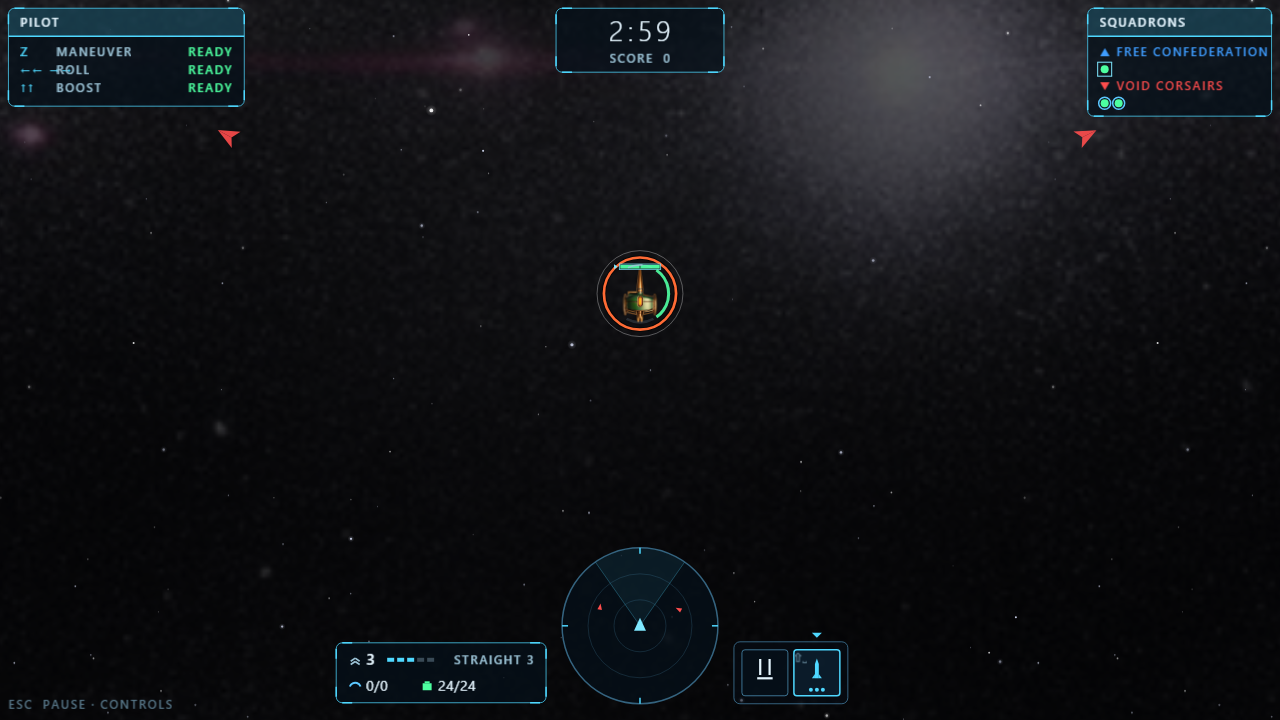 PILOT
Z MANEUVER READY
←← → ROLL READY
↑↑ BOOST READY
2:59
SCORE 0
SQUADRONS
▲ FREE CONFEDERATION
▼ VOID CORSAIRS
3 STRAIGHT 3
0/0 24/24
ESC PAUSE · CONTROLS